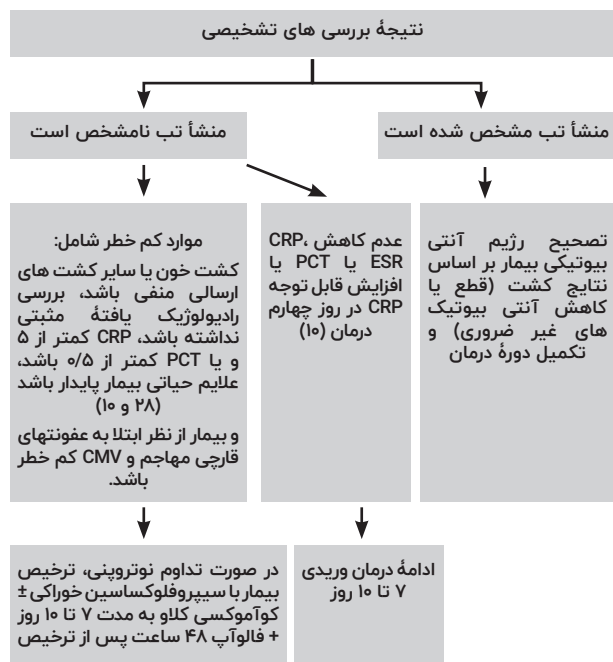 نتیجهٔ بررسی های تشخیصی
منشأ تب مشخص شده است
منشأ تب نامشخص است
تصحیح رژیم آنتی
بیوتیکی بیمار بر اساس
نتایج کشت (قطع یا
کاهش آنتی بیوتیک
های غیر ضروری) و
تکمیل دورهٔ درمان
عدم کاهش CRP،
ESR یا PCT یا
افزایش قابل توجه
CRP در روز چهارم
درمان (۱۰)
موارد کم خطر شامل:
کشت خون یا سایر کشت های
ارسالی منفی باشد، بررسی
رادیولوژیک یافتهٔ مثبتی
نداشته باشد، CRP کمتر از ۵
و یا PCT کمتر از ۰/۵ باشد،
علایم حیاتی بیمار پایدار باشد
(۲۸ و ۱۰)
و بیمار از نظر ابتلا به عفونتهای
قارچی مهاجم و CMV کم خطر
باشد.
ادامهٔ درمان وریدی
۷ تا ۱۰ روز
در صورت تداوم نوتروپنی، ترخیص
بیمار با سیپروفلوکساسین خوراکی ±
کوآموکسی کلاو به مدت ۷ تا ۱۰ روز
+ فالوآپ ۴۸ ساعت پس از ترخیص